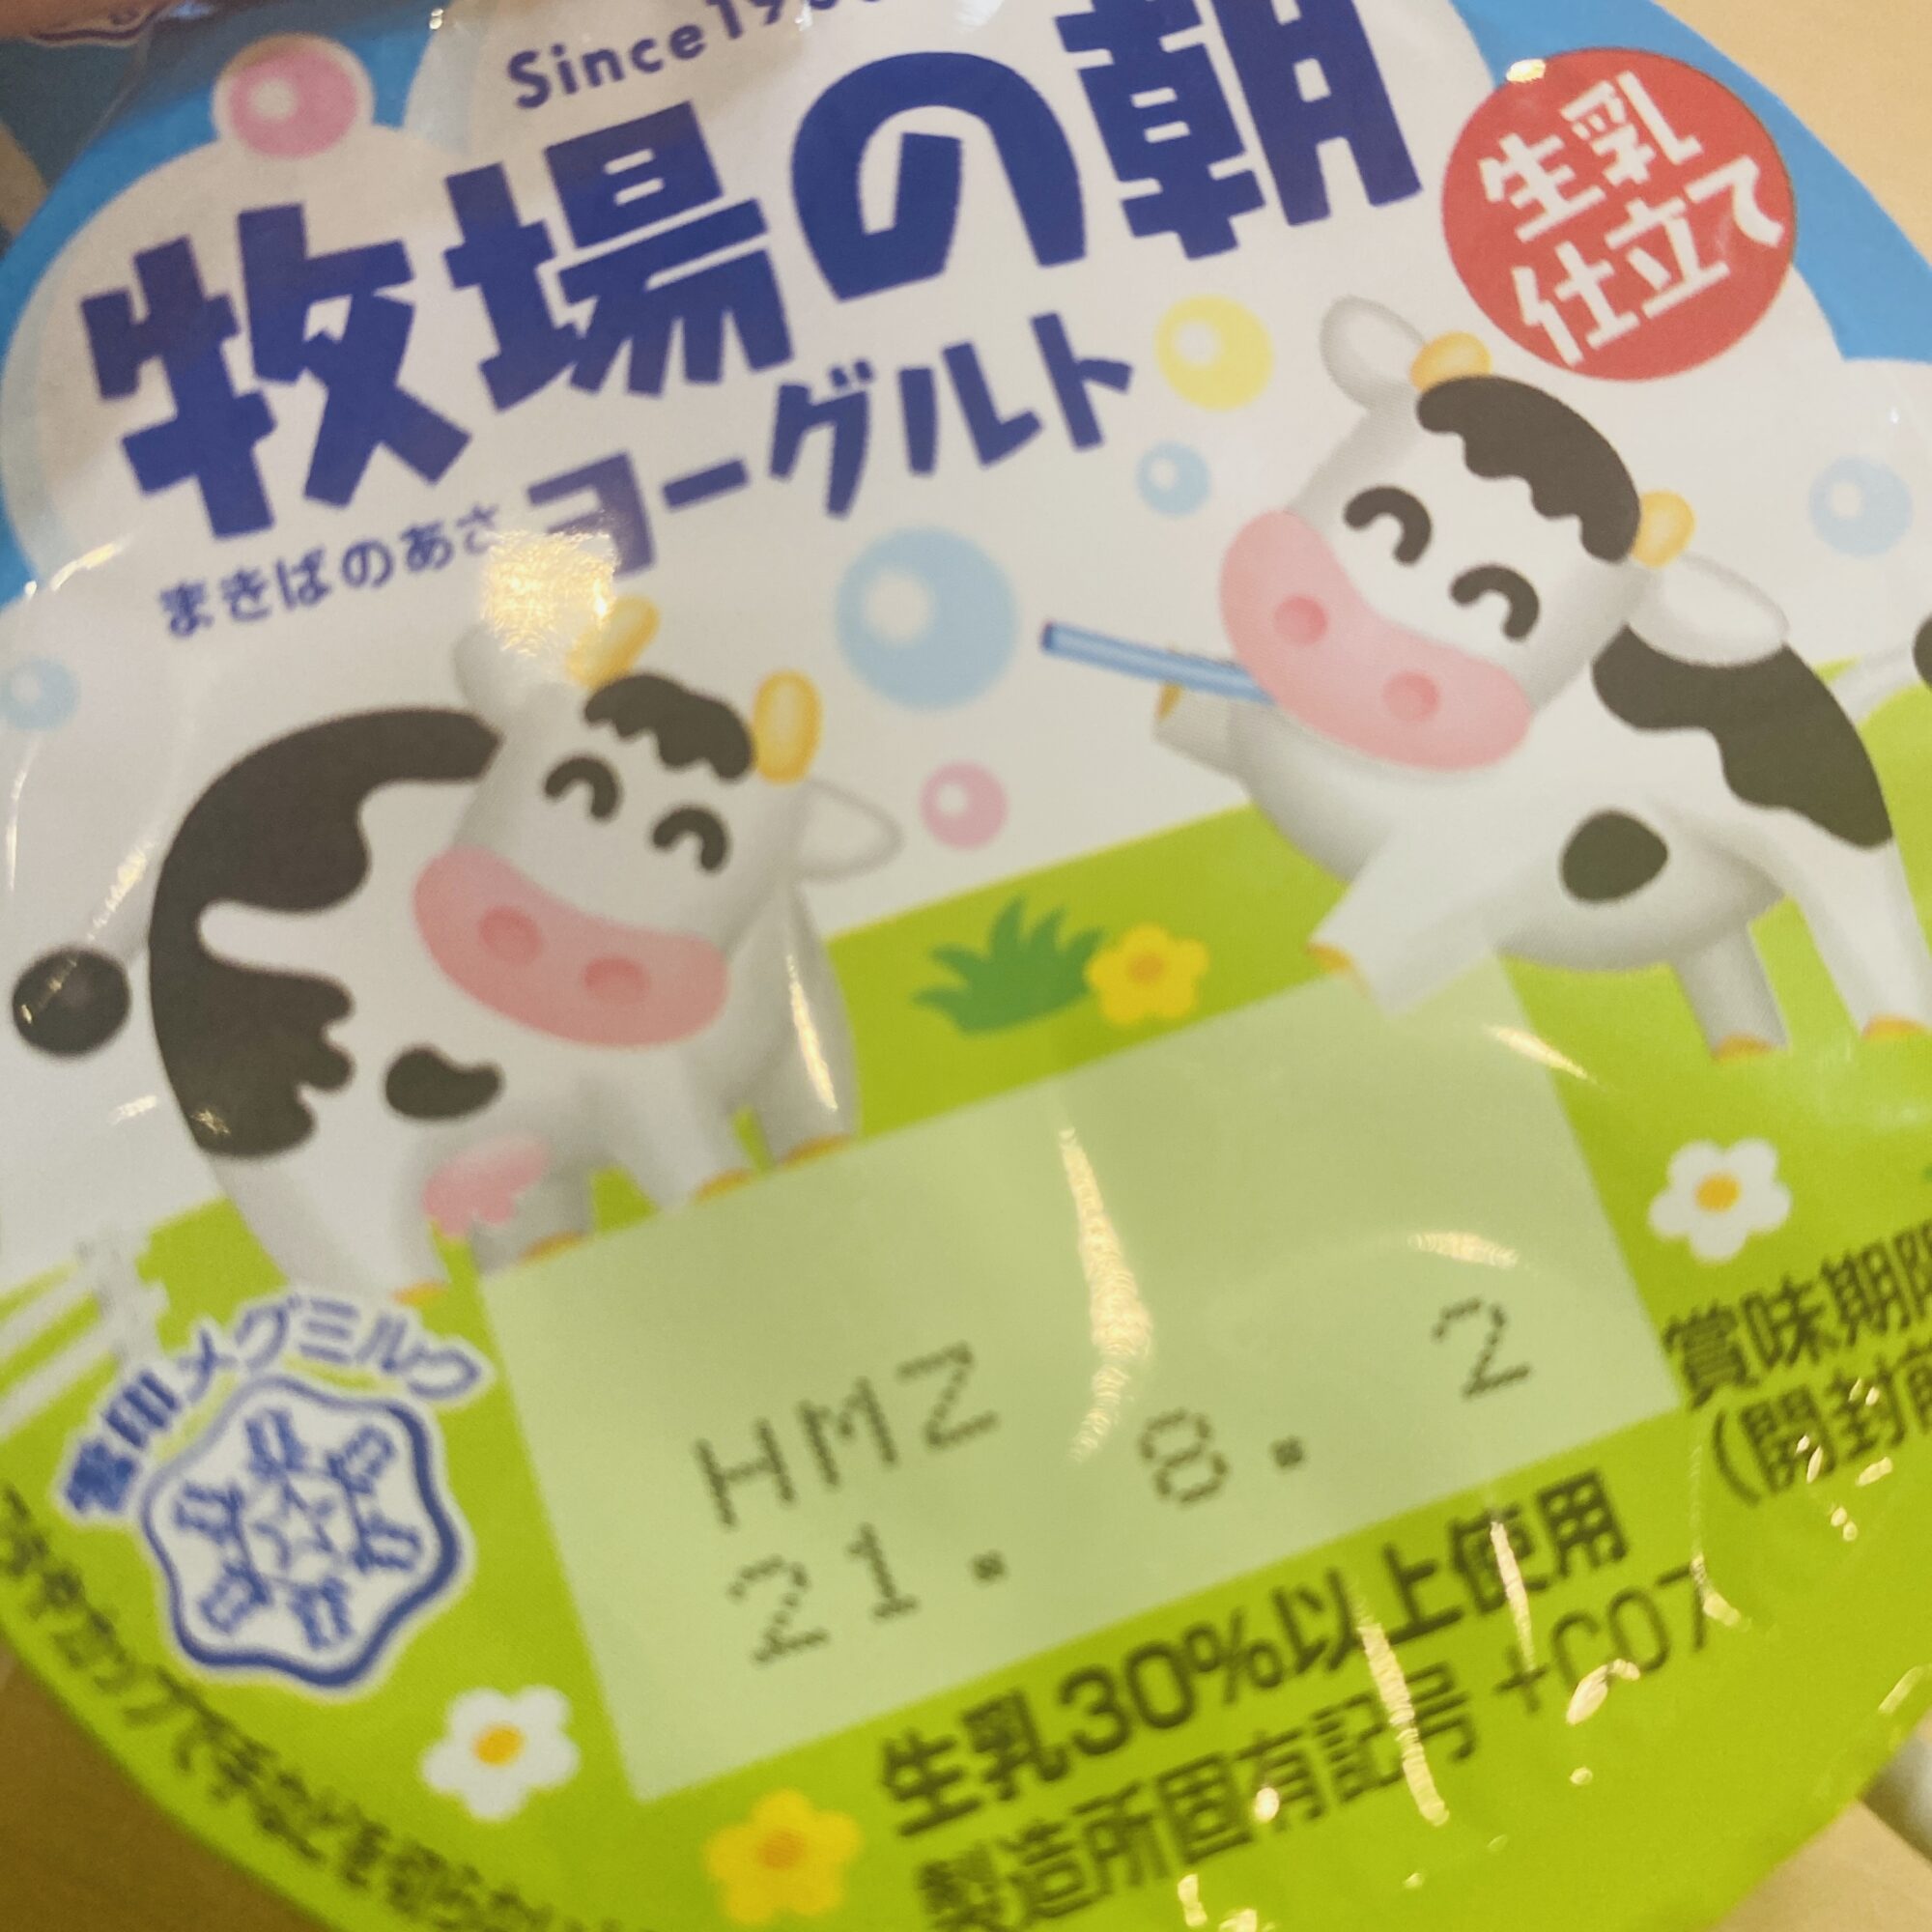 Since
牧場の朝
生乳
仕立て
まきばのあさ ヨーグルト
雪印メグミルク
HMZ
21. 8. 2
賞味期限
(開封前
生乳30%以上使用
製造所固有記号 +C07